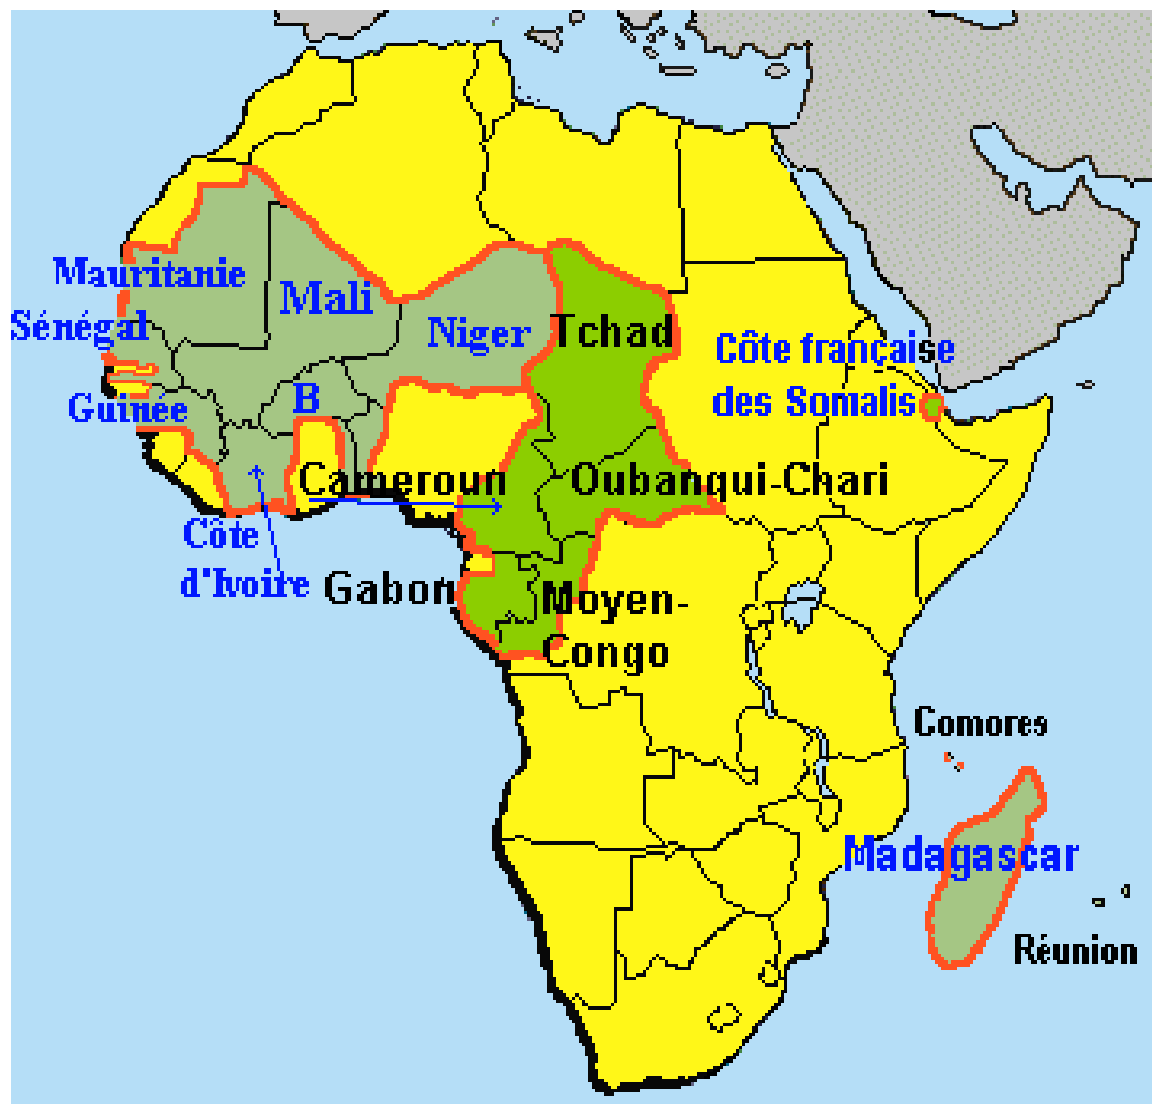 Mauritanie
Mali
Sénégal
Niger
Tchad
Côte française
des Somalis
B
Guinée
Cameroun
Oubanqui-Chari
Côte
d'Ivoire
Gabon
Moyen-
Congo
Comores
Madagascar
Réunion